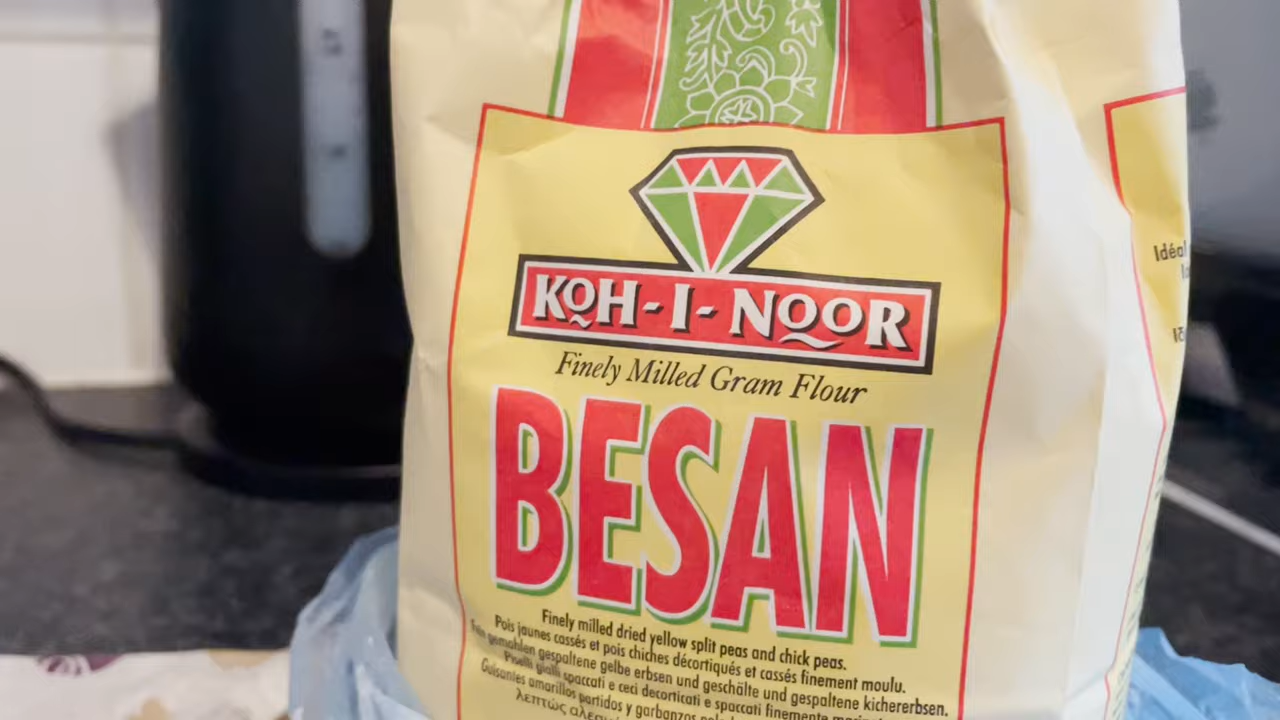 KOH-I-NOOR
Finely Milled Gram Flour
BESAN
Finely milled dried yellow split peas and chick peas.
Pois jaunes cassés et pois chiches décortiqués et cassés finement moulu.
Fein gemahlen gespaltene gelbe erbsen und geschälte und gespaltene kichererbsen.
Piselli gialli spaccati e ceci decorticati e spaccati finemente
Guisantes amarillos partidos y garbanzos
λεπτώς
Idéal